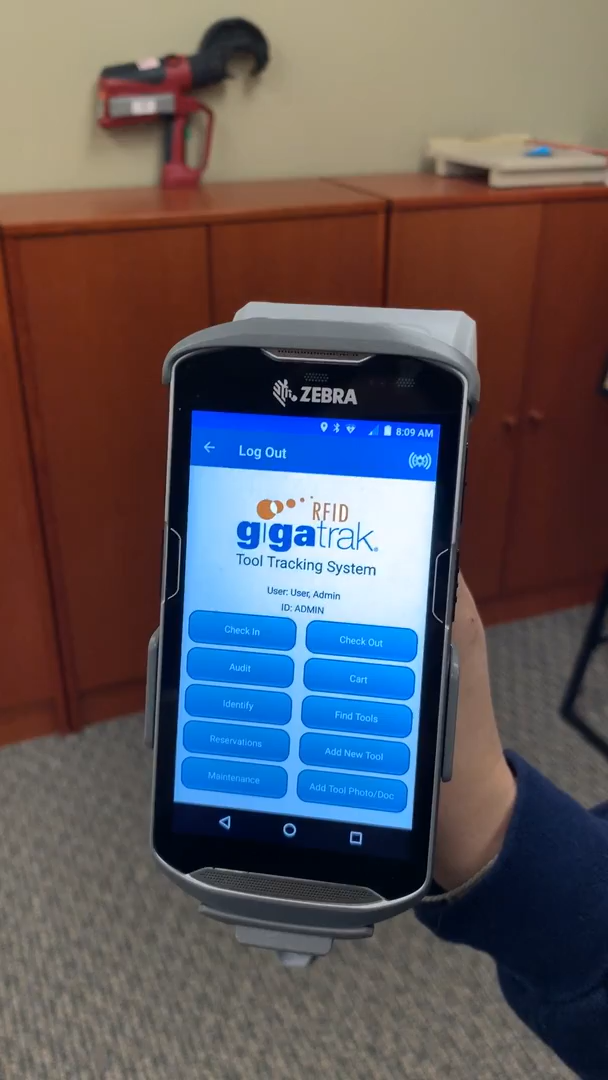 ZEBRA
8:09 AM
Log Out
RFID
gigatrak®
Tool Tracking System
User: User, Admin
ID: ADMIN
Check In
Check Out
Audit
Cart
Identify
Find Tools
Reservations
Add New Tool
Maintenance
Add Tool Photo/Doc